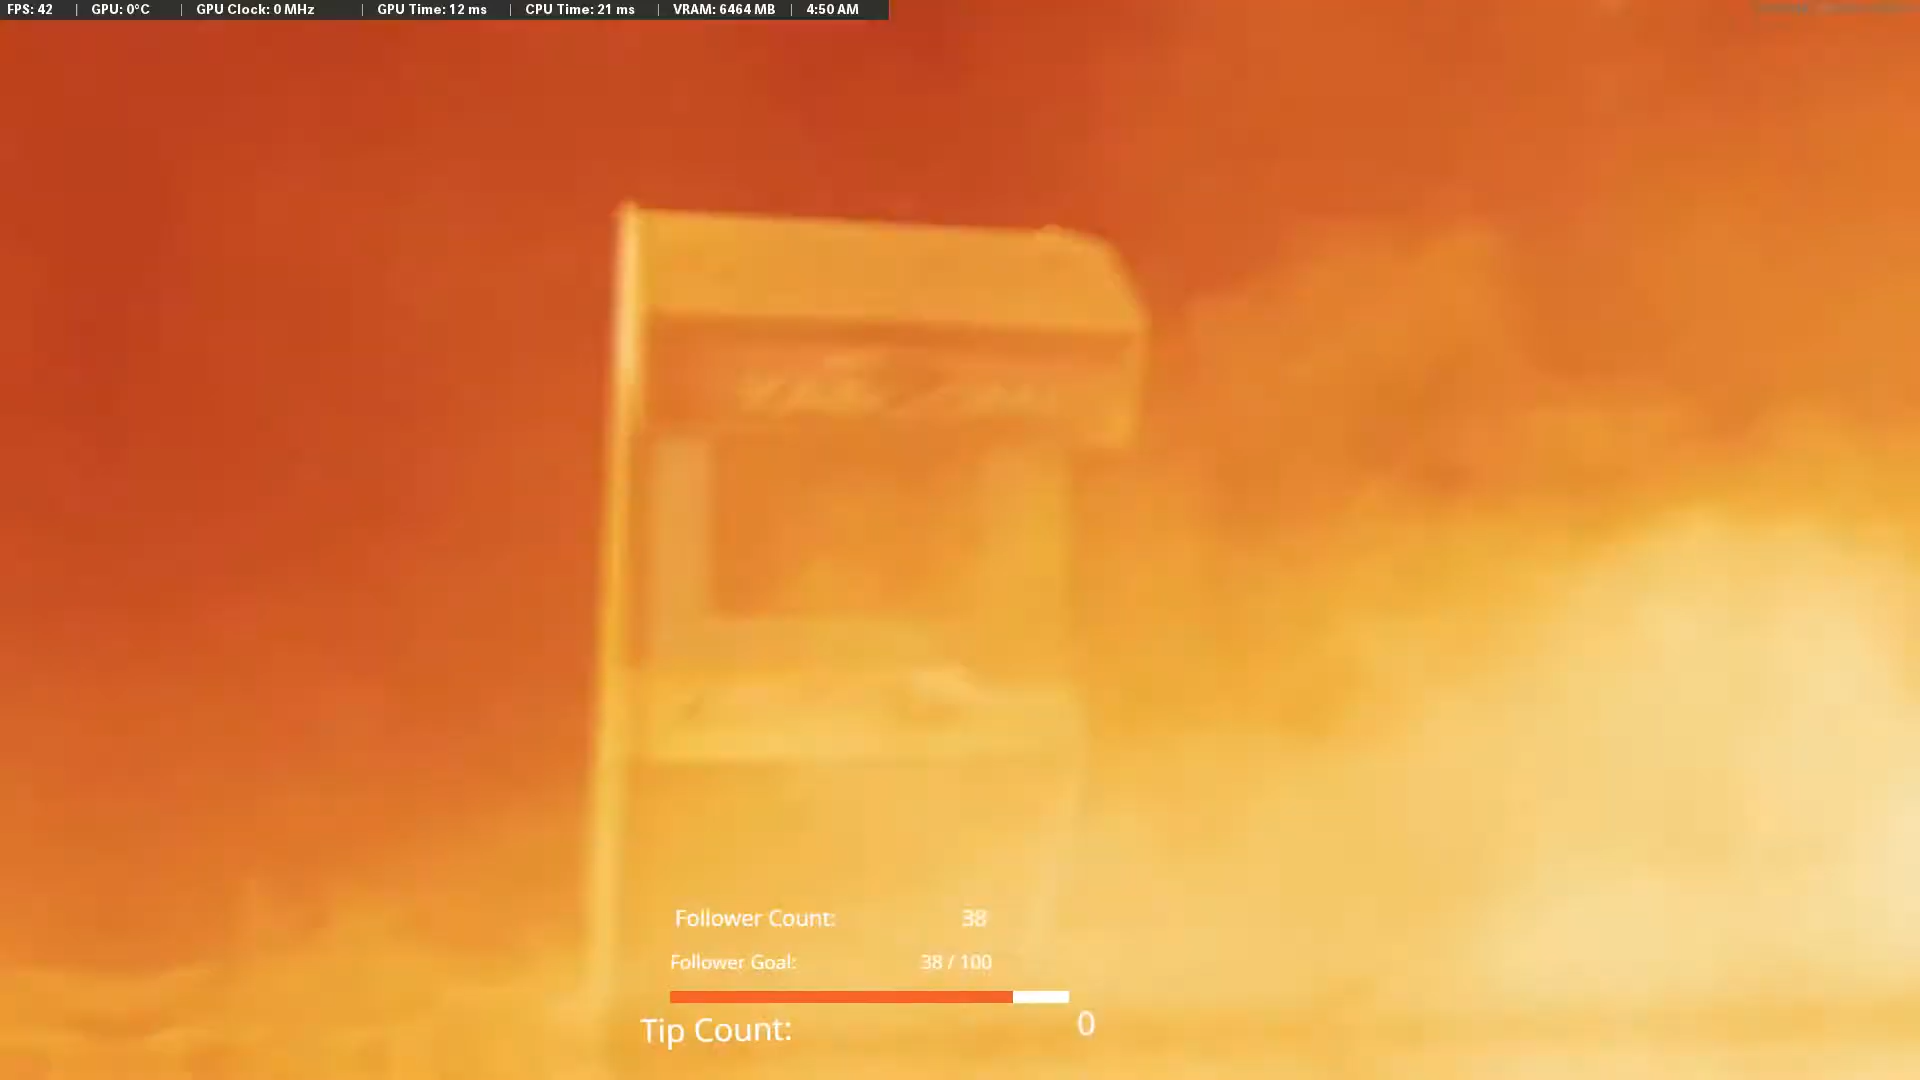 FPS: 42 | GPU: 0°C | GPU Clock: 0 MHz | GPU Time: 12 ms | CPU Time: 21 ms | VRAM: 6464 MB | 4:50 AM
Follower Count: 38
Follower Goal: 38 / 100
Tip Count: 0